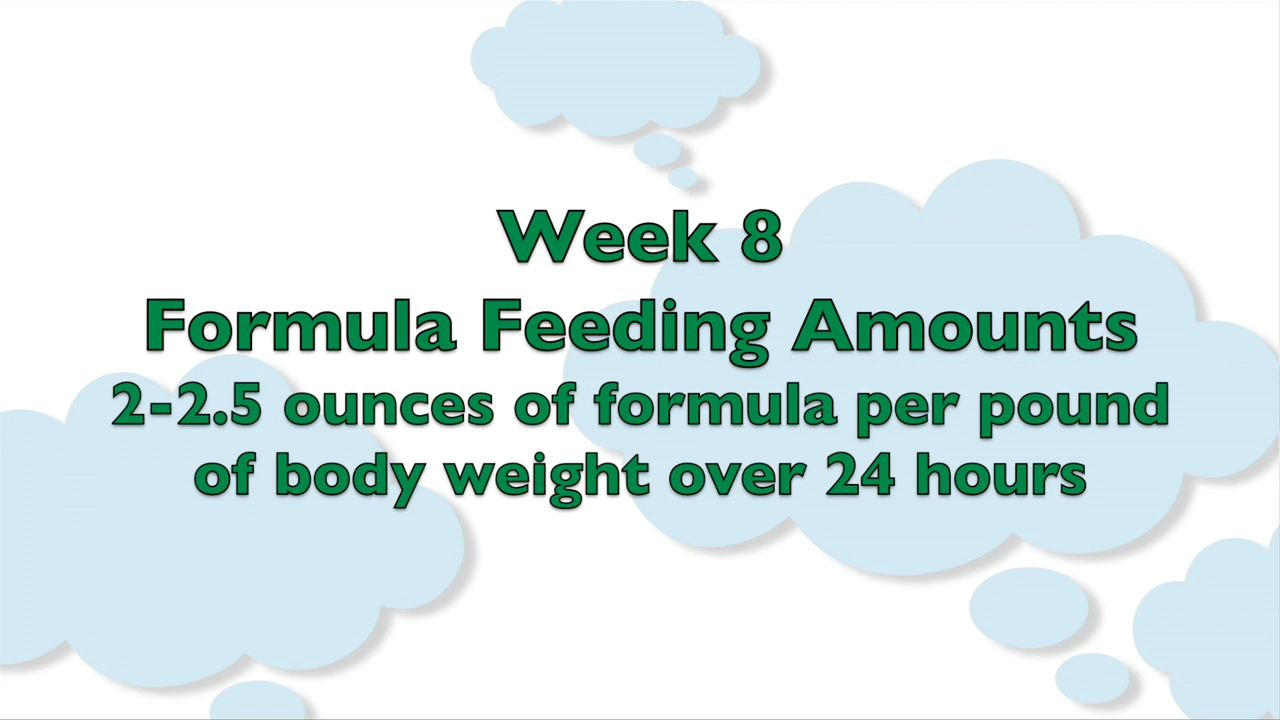 Week 8
Formula Feeding Amounts
2-2.5 ounces of formula per pound
of body weight over 24 hours